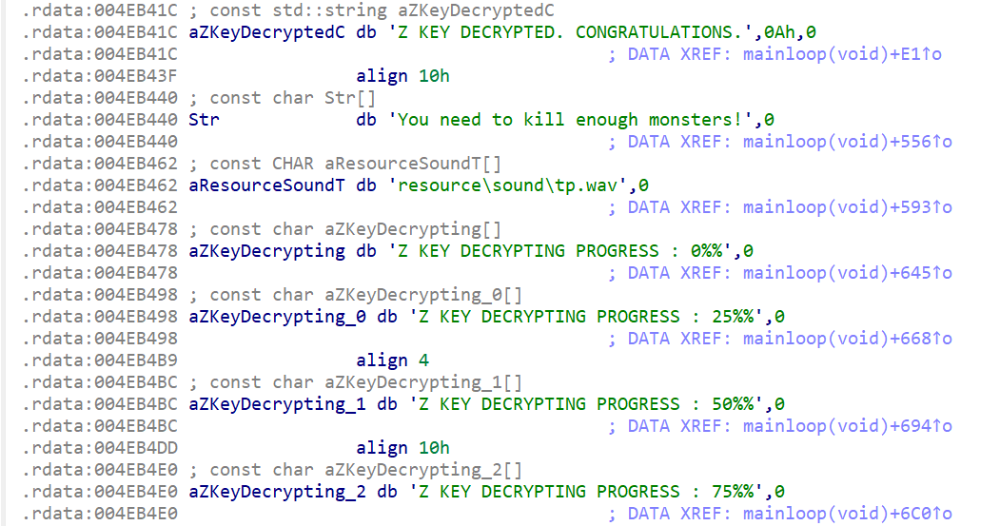 .rdata:004EB41C ; const std::string aZKeyDecryptedC
.rdata:004EB41C aZKeyDecryptedC db 'Z KEY DECRYPTED. CONGRATULATIONS.',0Ah,0
.rdata:004EB41C ; DATA XREF: mainloop(void)+E1↑o
.rdata:004EB43F align 10h
.rdata:004EB440 ; const char Str[]
.rdata:004EB440 Str db 'You need to kill enough monsters!',0
.rdata:004EB440 ; DATA XREF: mainloop(void)+556↑o
.rdata:004EB462 ; const CHAR aResourceSoundT[]
.rdata:004EB462 aResourceSoundT db 'resource\sound\tp.wav',0
.rdata:004EB462 ; DATA XREF: mainloop(void)+593↑o
.rdata:004EB478 ; const char aZKeyDecrypting[]
.rdata:004EB478 aZKeyDecrypting db 'Z KEY DECRYPTING PROGRESS : 0%%',0
.rdata:004EB478 ; DATA XREF: mainloop(void)+645↑o
.rdata:004EB498 ; const char aZKeyDecrypting_0[]
.rdata:004EB498 aZKeyDecrypting_0 db 'Z KEY DECRYPTING PROGRESS : 25%%',0
.rdata:004EB498 ; DATA XREF: mainloop(void)+668↑o
.rdata:004EB4B9 align 4
.rdata:004EB4BC ; const char aZKeyDecrypting_1[]
.rdata:004EB4BC aZKeyDecrypting_1 db 'Z KEY DECRYPTING PROGRESS : 50%%',0
.rdata:004EB4BC ; DATA XREF: mainloop(void)+694↑o
.rdata:004EB4DD align 10h
.rdata:004EB4E0 ; const char aZKeyDecrypting_2[]
.rdata:004EB4E0 aZKeyDecrypting_2 db 'Z KEY DECRYPTING PROGRESS : 75%%',0
.rdata:004EB4E0 ; DATA XREF: mainloop(void)+6C0↑o